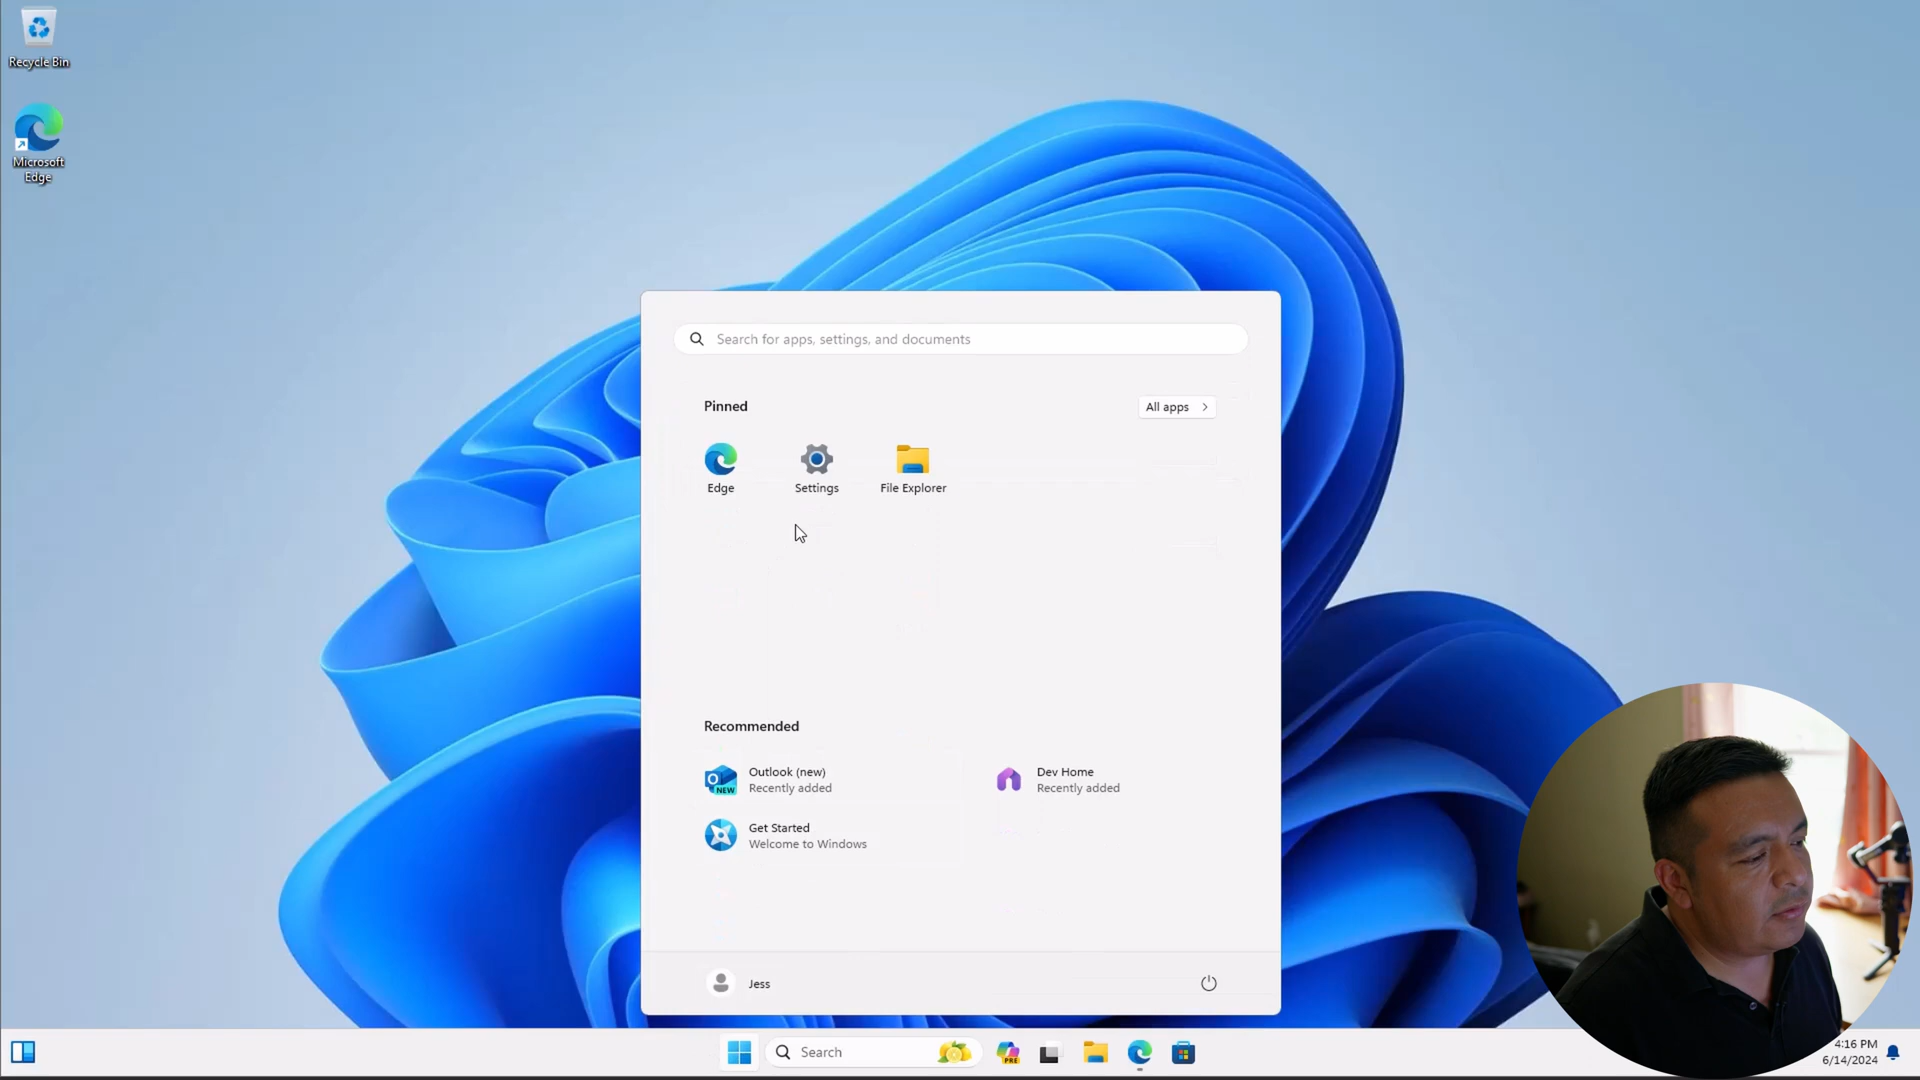 Recycle Bin
Microsoft
Edge
Search for apps, settings, and documents
Pinned
All apps
Edge
Settings
File Explorer
Recommended
Outlook (new)
Recently added
Dev Home
Recently added
NEW
Get Started
Welcome to Windows
Jess
Search
PRE
4:16 PM
6/14/2024